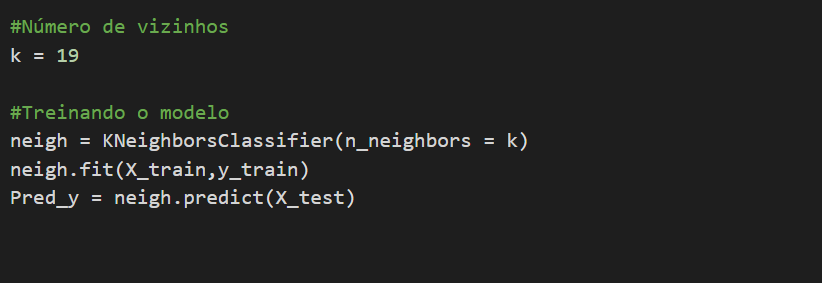 #Número de vizinhos
k = 19
#Treinando o modelo
neigh = KNeighborsClassifier(n_neighbors = k)
neigh.fit(X_train,y_train)
Pred_y = neigh.predict(X_test)